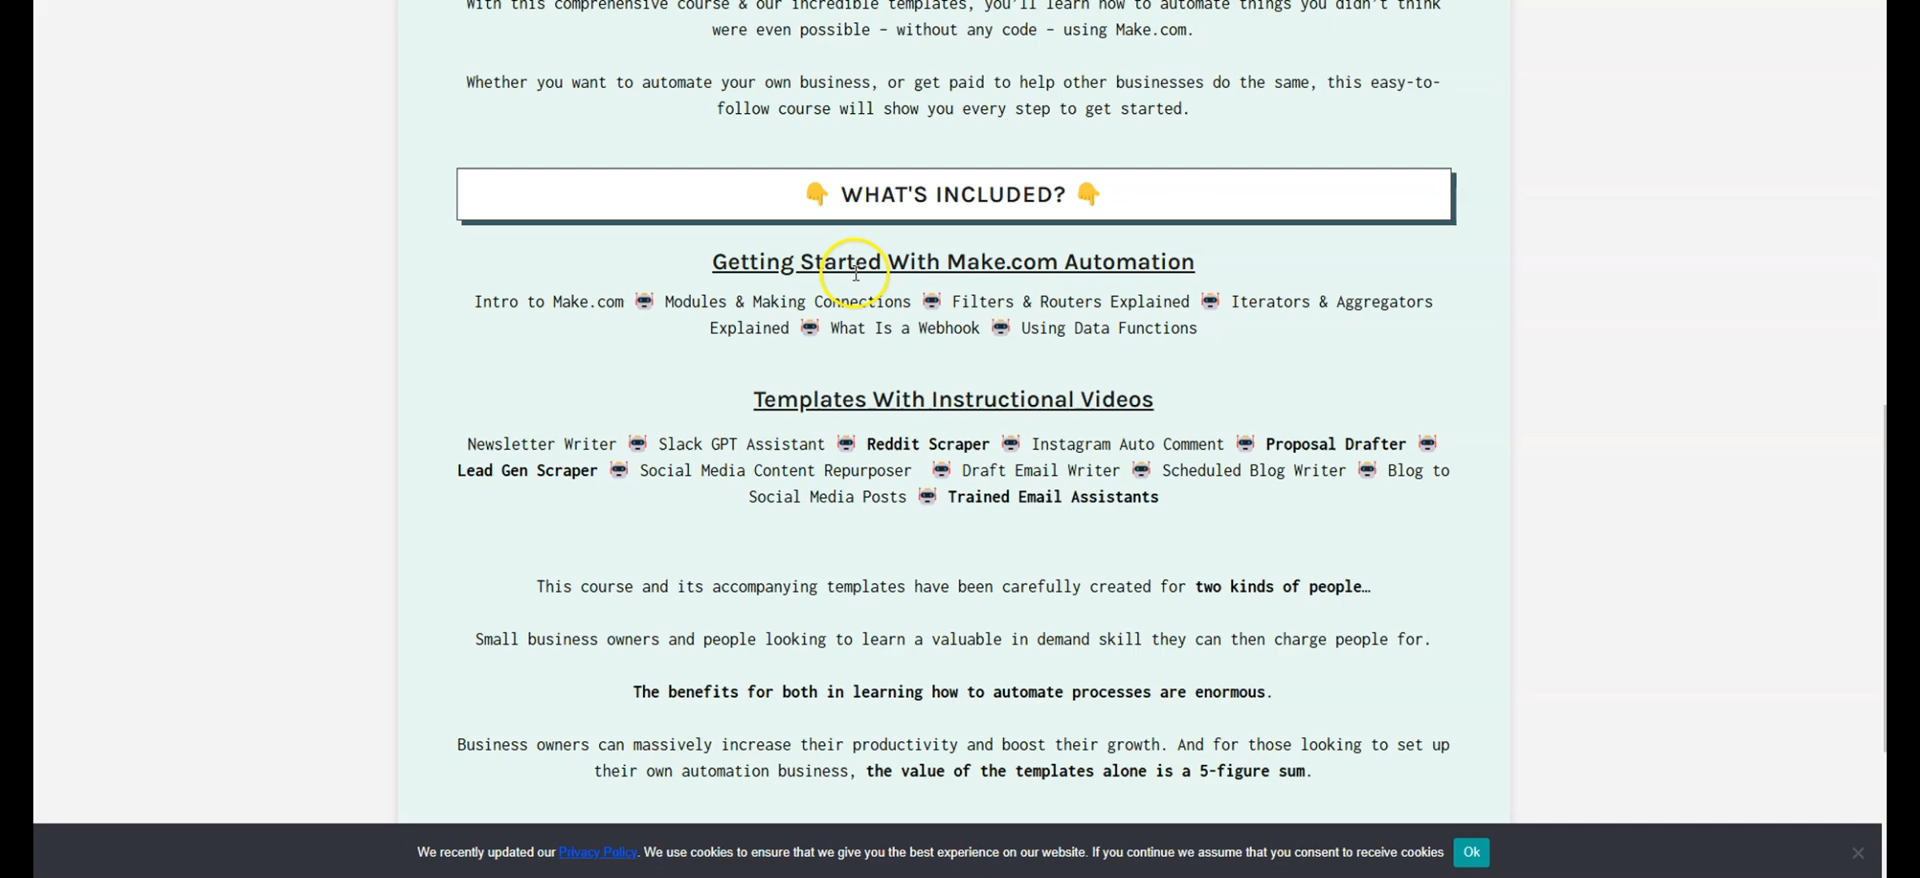 With this comprehensive course & our incredible templates, you'll learn how to automate things you didn't think
were even possible – without any code – using Make.com.
Whether you want to automate your own business, or get paid to help other businesses do the same, this easy-to-
follow course will show you every step to get started.
👇 WHAT'S INCLUDED? 👇
Getting Started With Make.com Automation
Intro to Make.com 🤖 Modules & Making Connections 🤖 Filters & Routers Explained 🤖 Iterators & Aggregators
Explained 🤖 What Is a Webhook 🤖 Using Data Functions
Templates With Instructional Videos
Newsletter Writer 🤖 Slack GPT Assistant 🤖 Reddit Scraper 🤖 Instagram Auto Comment 🤖 Proposal Drafter 🤖
Lead Gen Scraper 🤖 Social Media Content Repurposer 🤖 Draft Email Writer 🤖 Scheduled Blog Writer 🤖 Blog to
Social Media Posts 🤖 Trained Email Assistants
This course and its accompanying templates have been carefully created for two kinds of people…
Small business owners and people looking to learn a valuable in demand skill they can then charge people for.
The benefits for both in learning how to automate processes are enormous.
Business owners can massively increase their productivity and boost their growth. And for those looking to set up
their own automation business, the value of the templates alone is a 5-figure sum.
We recently updated our Privacy Policy. We use cookies to ensure that we give you the best experience on our website. If you continue we assume that you consent to receive cookies Ok